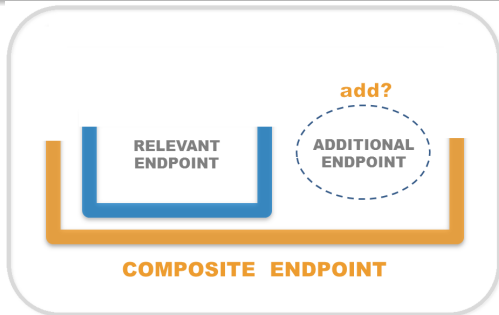 add?
RELEVANT
ENDPOINT
ADDITIONAL
ENDPOINT
COMPOSITE ENDPOINT